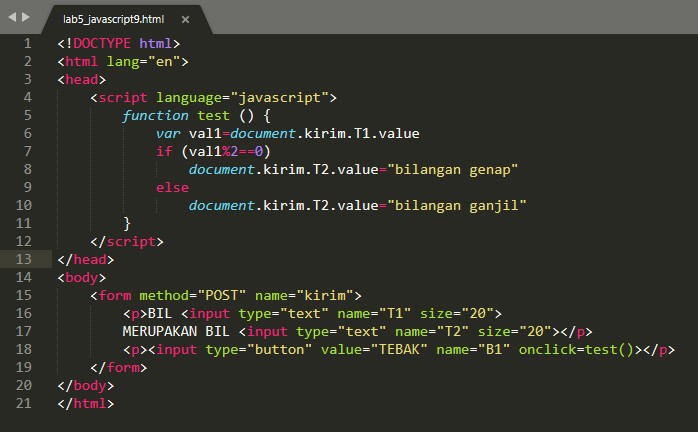 lab5_javascript9.html ×
1 <!DOCTYPE html>
2 <html lang="en">
3 <head>
4 <script language="javascript">
5 function test () {
6 var val1=document.kirim.T1.value
7 if (val1%2==0)
8 document.kirim.T2.value="bilangan genap"
9 else
10 document.kirim.T2.value="bilangan ganjil"
11 }
12 </script>
13 </head>
14 <body>
15 <form method="POST" name="kirim">
16 <p>BIL <input type="text" name="T1" size="20">
17 MERUPAKAN BIL <input type="text" name="T2" size="20"></p>
18 <p><input type="button" value="TEBAK" name="B1" onclick=test()></p>
19 </form>
20 </body>
21 </html>